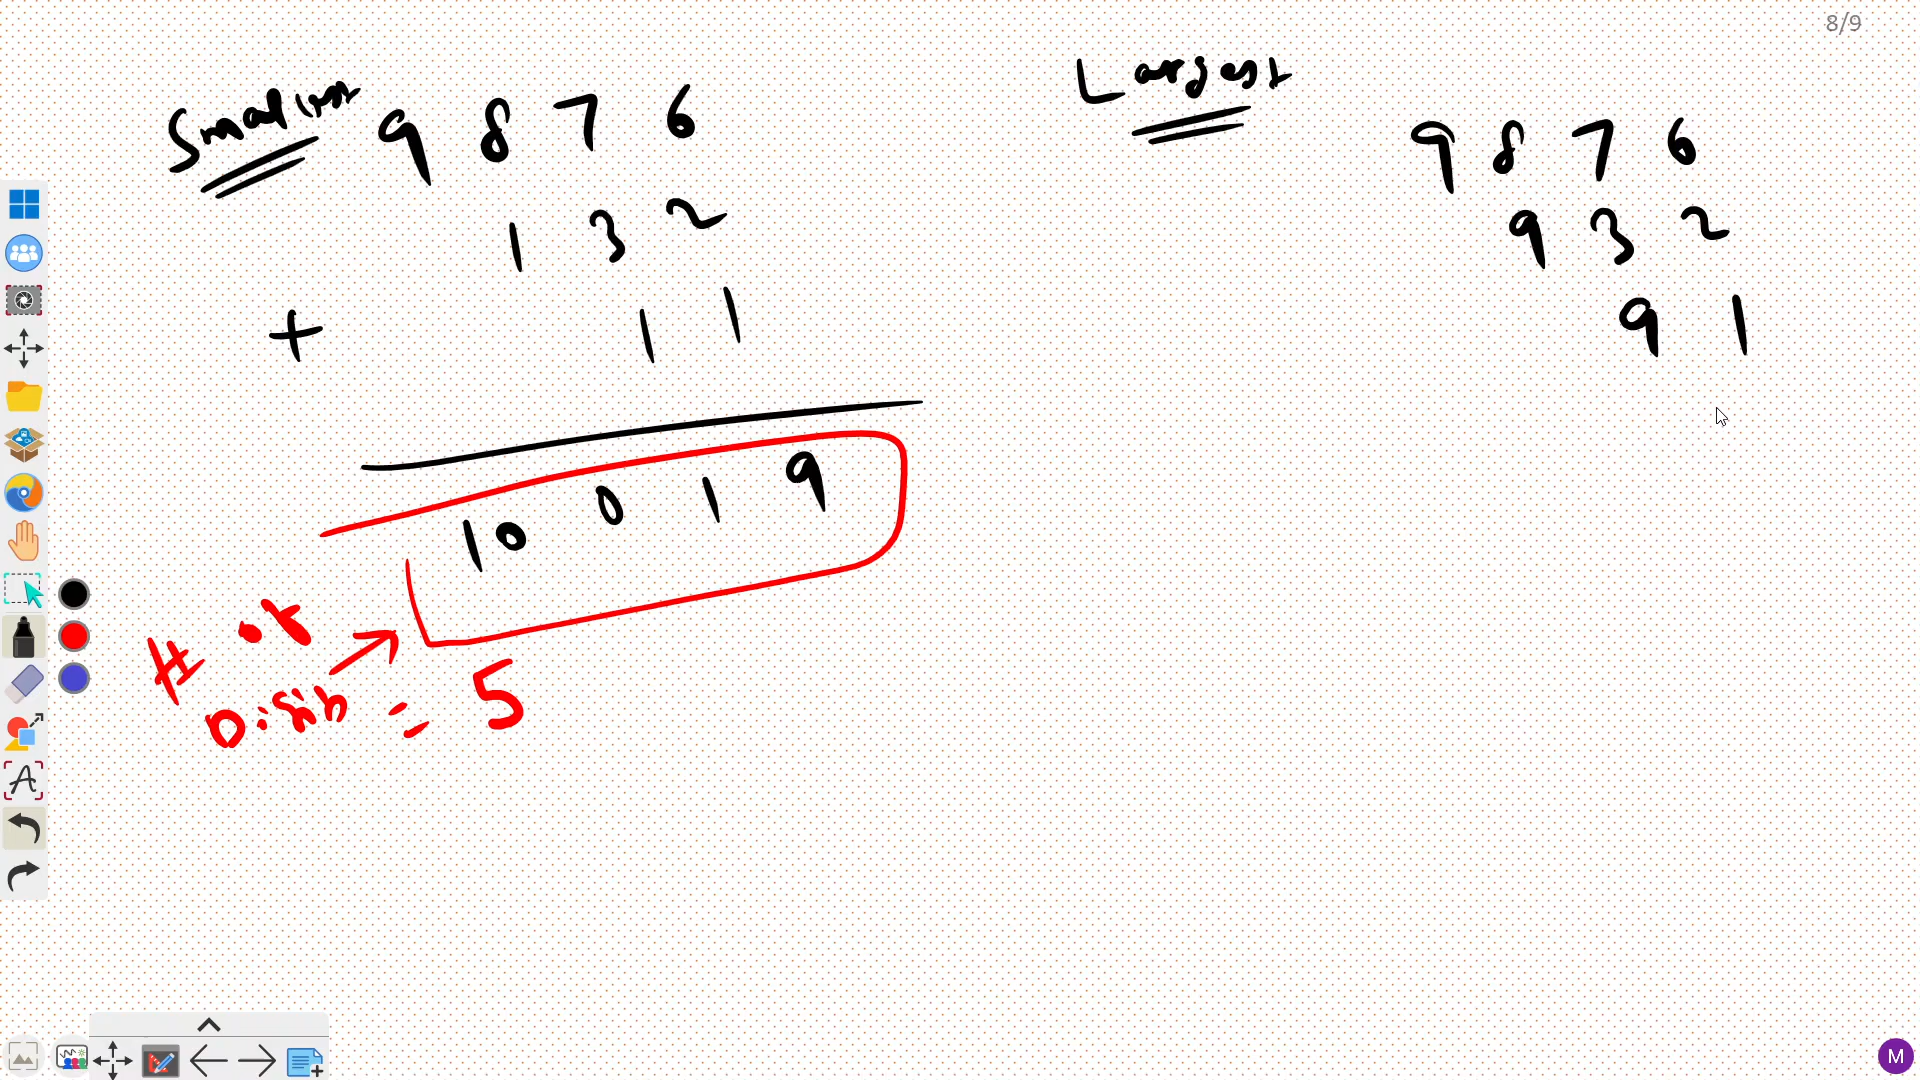 8/9
Smallest 9 8 7 6
1 3 2
+ 1 1
10 0 1 9
# of
Digits = 5
Largest
9 8 7 6
9 3 2
9 1
M